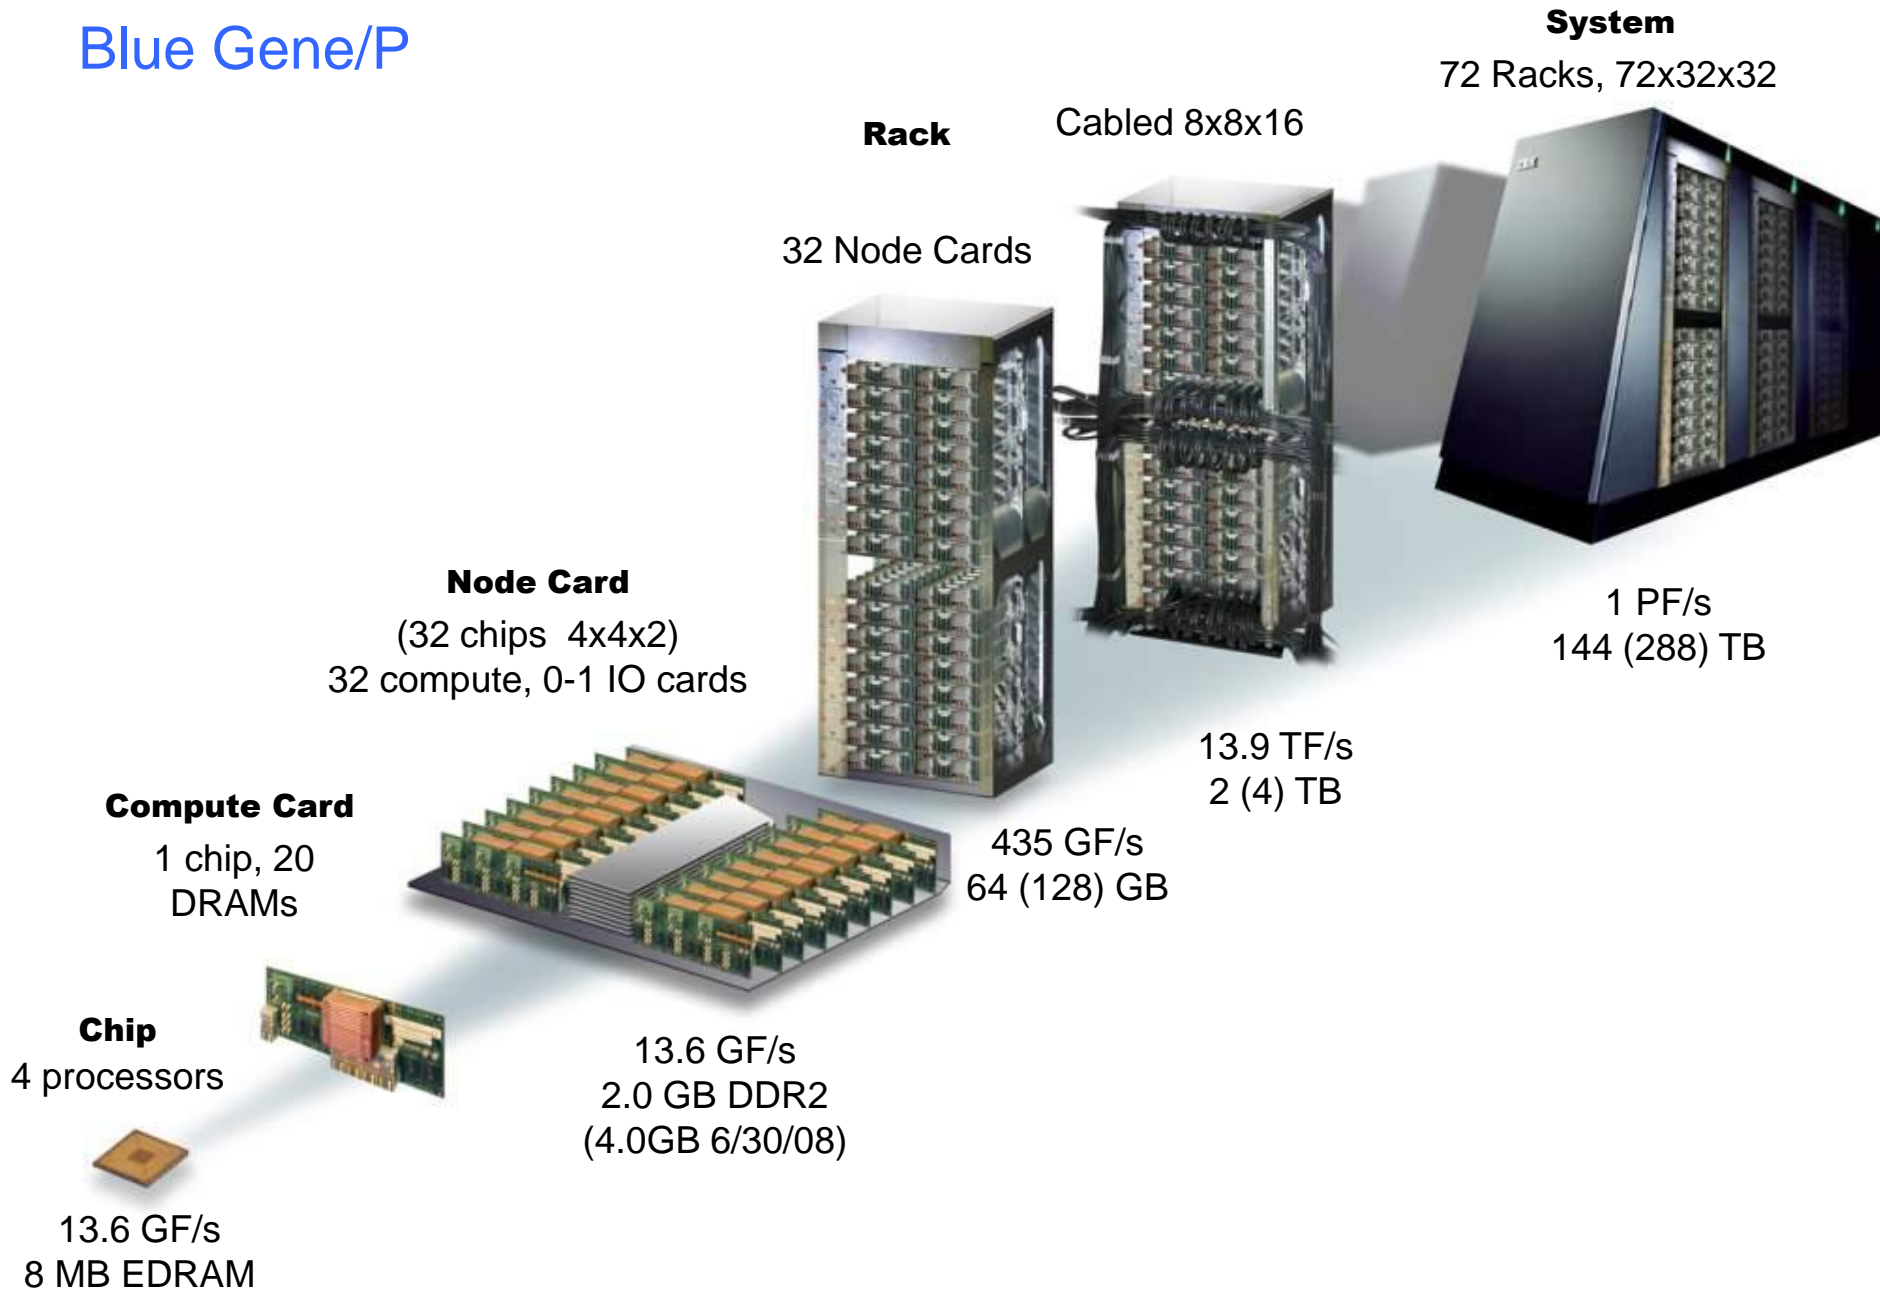 Blue Gene/P
System
72 Racks, 72x32x32
Cabled 8x8x16
Rack
32 Node Cards
Node Card
(32 chips  4x4x2)
32 compute, 0-1 IO cards
1 PF/s
144 (288) TB
13.9 TF/s
2 (4) TB
Compute Card
1 chip, 20
DRAMs
435 GF/s
64 (128) GB
Chip
4 processors
13.6 GF/s
2.0 GB DDR2
(4.0GB 6/30/08)
13.6 GF/s
8 MB EDRAM